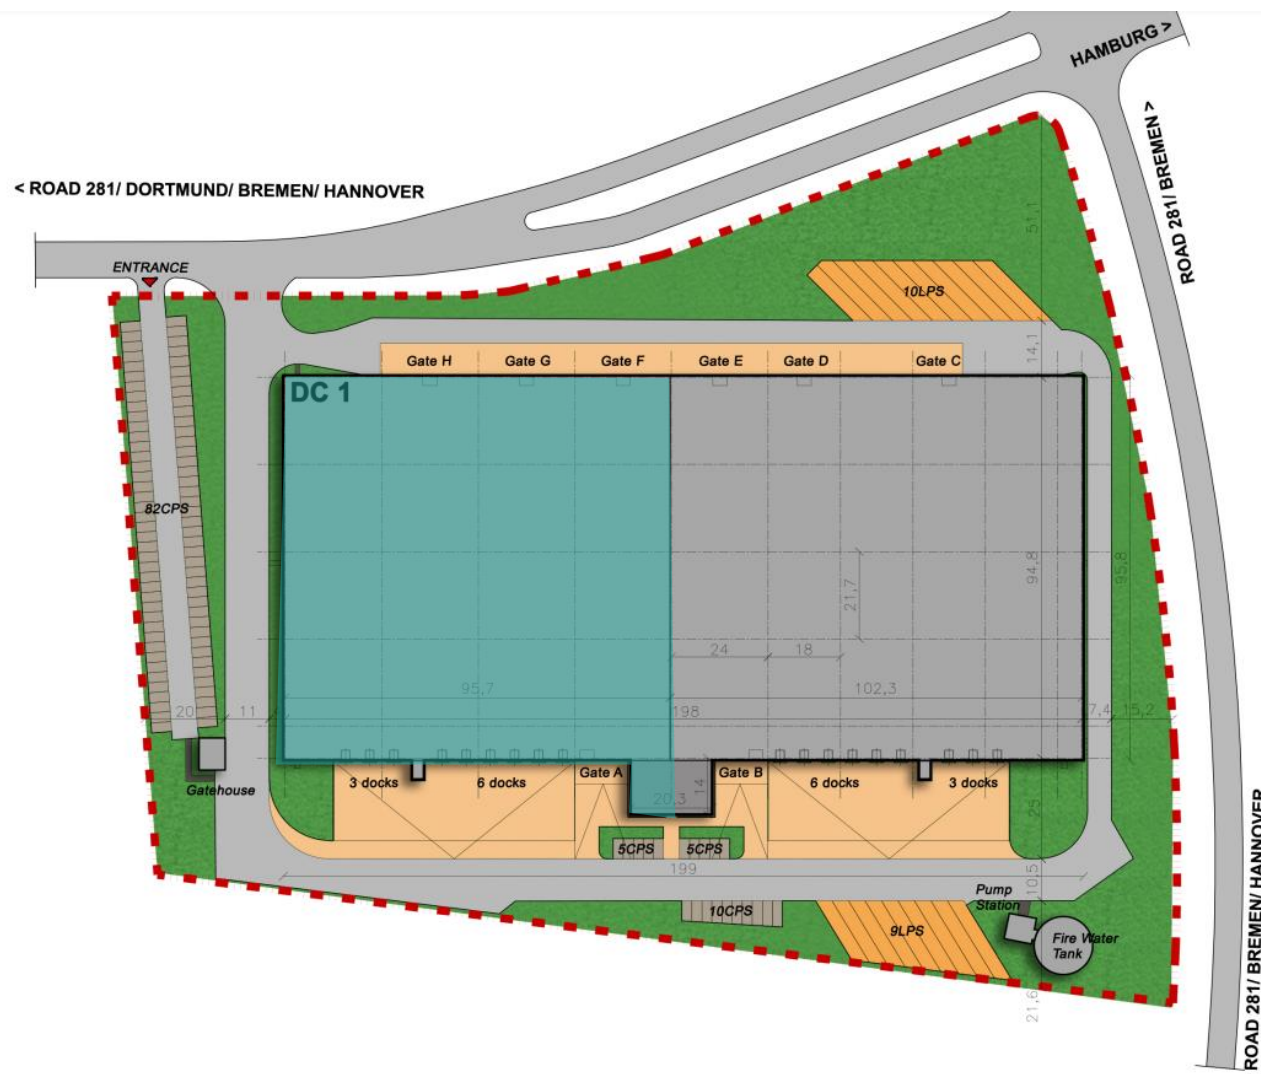 HAMBURG >
ROAD 281/ BREMEN >
< ROAD 281/ DORTMUND/ BREMEN/ HANNOVER
51,1
ENTRANCE
10LPS
14,1
Gate H
Gate G
Gate F
Gate E
Gate D
Gate C
DC 1
82CPS
94,8
95,8
21,7
24
18
95,7
102,3
20
11
198
7,4
15,2
Gatehouse
3 docks
6 docks
Gate A
Gate B
6 docks
3 docks
14
20,3
25
5CPS
5CPS
199
10,5
Pump
Station
10CPS
9LPS
Fire Water
Tank
21,6
ROAD 281/ BREMEN/ HANNOVER